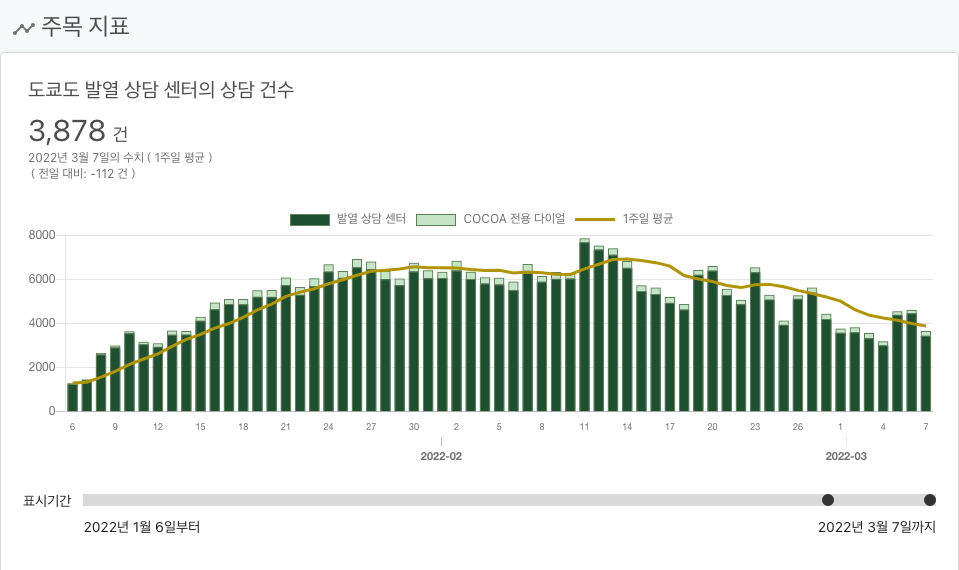 주목 지표
도쿄도 발열 상담 센터의 상담 건수
3,878 건
2022년 3월 7일의 수치 ( 1주일 평균 )
( 전일 대비: -112 건 )
발열 상담 센터 COCOA 전용 다이얼 1주일 평균
8000
6000
4000
2000
0
6 9 12 15 18 21 24 27 30 2 5 8 11 14 17 20 23 26 1 4 7
2022-02 2022-03
표시기간
2022년 1월 6일부터 2022년 3월 7일까지